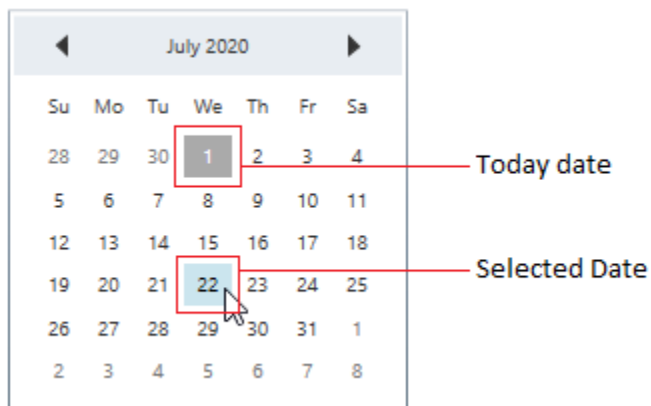 July 2020
Su Mo Tu We Th Fr Sa
28 29 30 1 2 3 4
Today date
5 6 7 8 9 10 11
12 13 14 15 16 17 18
19 20 21 22 23 24 25
Selected Date
26 27 28 29 30 31 1
2 3 4 5 6 7 8